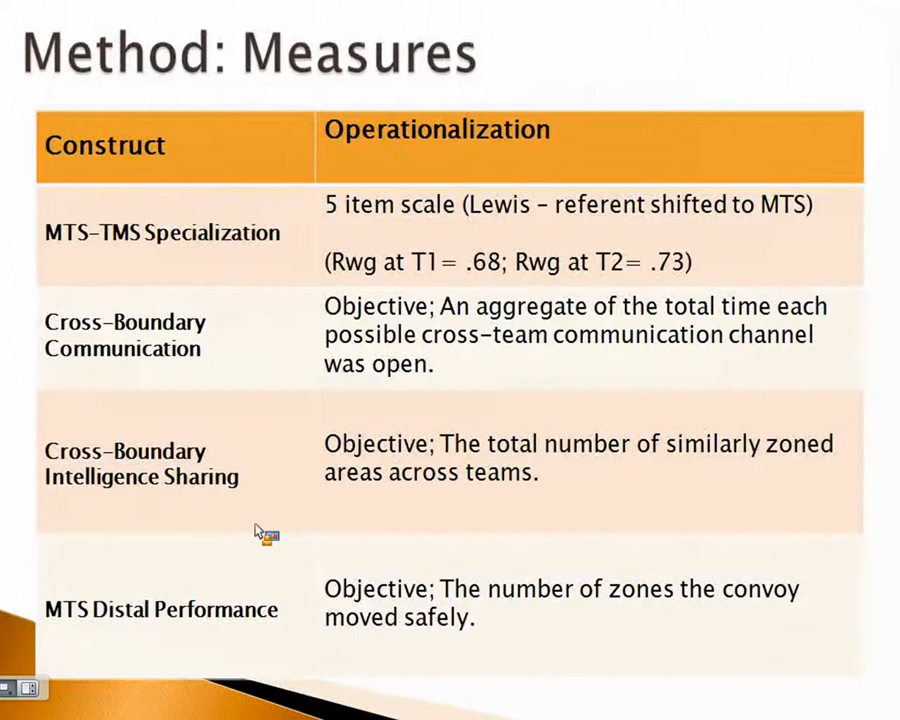 Method: Measures
Construct
Operationalization
MTS-TMS Specialization
5 item scale (Lewis – referent shifted to MTS)
(Rwg at T1= .68; Rwg at T2= .73)
Cross-Boundary
Communication
Objective; An aggregate of the total time each
possible cross-team communication channel
was open.
Cross-Boundary
Intelligence Sharing
Objective; The total number of similarly zoned
areas across teams.
MTS Distal Performance
Objective; The number of zones the convoy
moved safely.